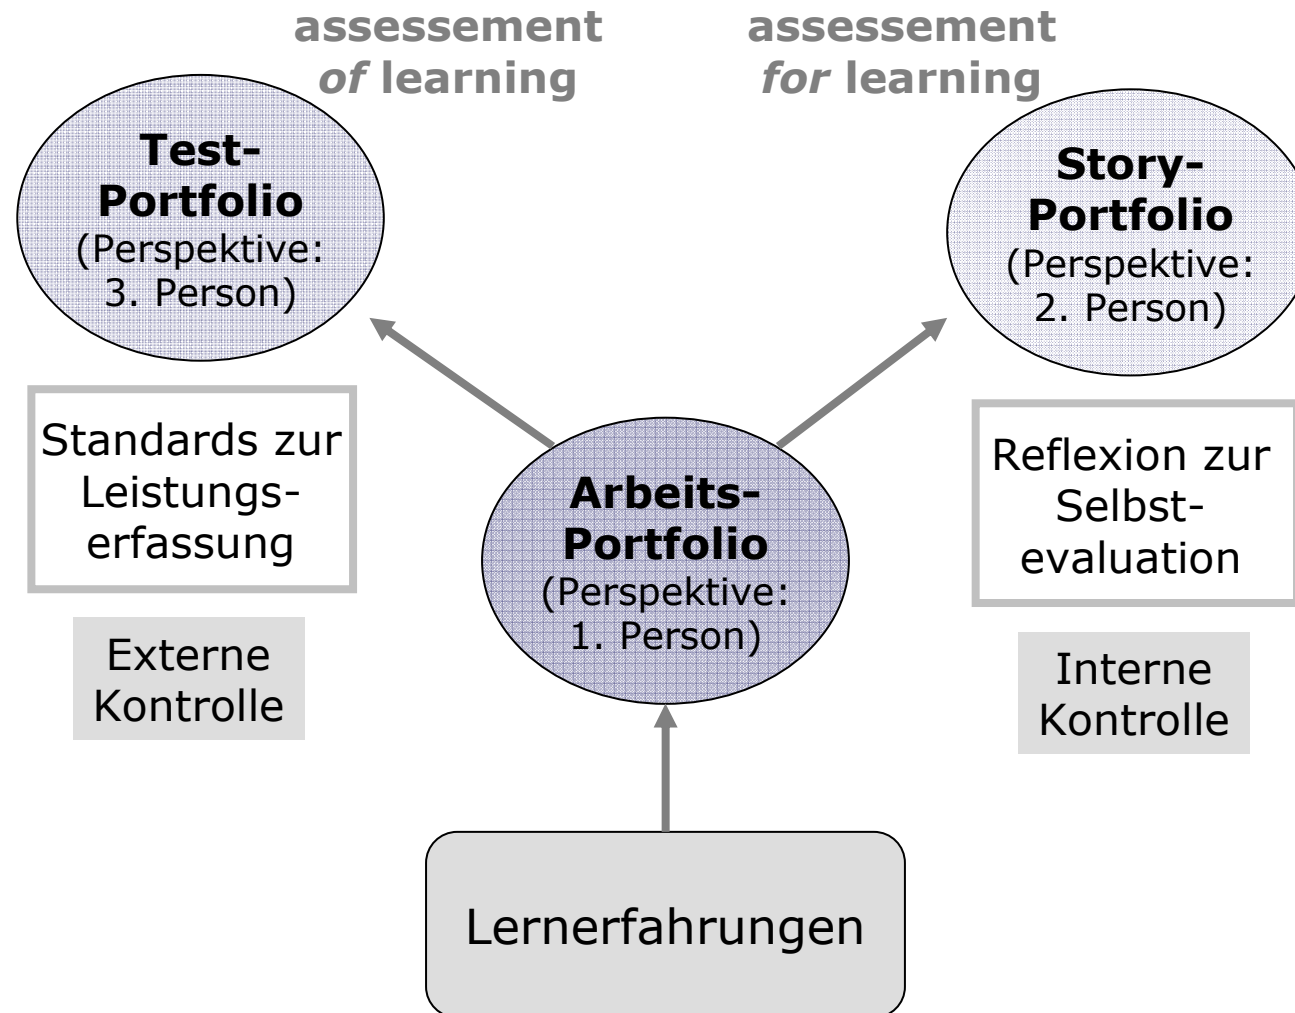 assessement
of learning
assessement
for learning
Test-
Portfolio
(Perspektive:
3. Person)
Story-
Portfolio
(Perspektive:
2. Person)
Standards zur
Leistungs-
erfassung
Reflexion zur
Selbst-
evaluation
Arbeits-
Portfolio
(Perspektive:
1. Person)
Externe
Kontrolle
Interne
Kontrolle
Lernerfahrungen